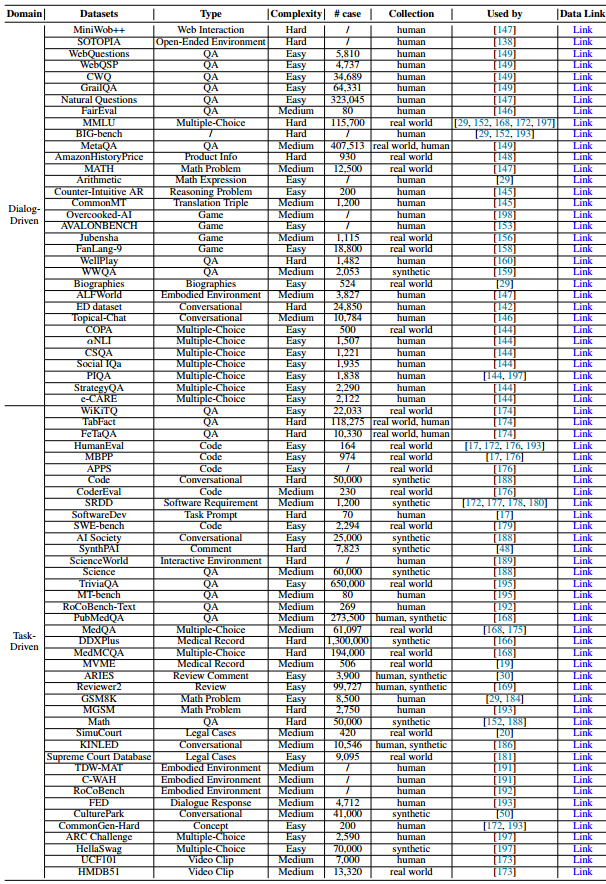 Domain Datasets Type Complexity # case Collection Used by Data Link
Dialog-Driven
MiniWob++ Web Interaction Hard / human [147] Link
SOTOPIA Open-Ended Environment Hard / human [138] Link
WebQuestions QA Easy 5,810 human [149] Link
WebQSP QA Easy 4,737 human [149] Link
CWQ QA Easy 34,689 human [149] Link
GrailQA QA Easy 64,331 human [149] Link
Natural Questions QA Easy 323,045 human [147] Link
FairEval QA Medium 80 human [146] Link
MMLU Multiple-Choice Hard 115,700 real world [29, 152, 168, 172, 197] Link
BIG-bench / Hard / human [29, 152, 193] Link
MetaQA QA Medium 407,513 real world, human [149] Link
AmazonHistoryPrice Product Info Hard 930 real world [148] Link
MATH Math Problem Medium 12,500 real world [147] Link
Arithmetic Math Expression Easy / human [29] Link
Counter-Intuitive AR Reasoning Problem Easy 200 human [145] Link
CommonMT Translation Triple Medium 1,200 human [145] Link
Overcooked-AI Game Medium / human [198] Link
AVALONBENCH Game Easy / human [153] Link
Jubensha Game Medium 1,115 real world [156] Link
FanLang-9 Game Easy 18,800 real world [158] Link
WellPlay QA Hard 1,482 human [160] Link
WWQA QA Medium 2,053 synthetic [159] Link
Biographies Biographies Easy 524 real world [29] Link
ALFWorld Embodied Environment Medium 3,827 human [147] Link
ED dataset Conversational Hard 24,850 human [142] Link
Topical-Chat Conversational Medium 10,784 human [146] Link
COPA Multiple-Choice Easy 500 real world [144] Link
αNLI Multiple-Choice Easy 1,507 human [144] Link
CSQA Multiple-Choice Easy 1,221 human [144] Link
Social IQa Multiple-Choice Easy 1,935 human [144] Link
PIQA Multiple-Choice Easy 1,838 human [144, 197] Link
StrategyQA Multiple-Choice Easy 2,290 human [144] Link
e-CARE Multiple-Choice Easy 2,122 human [144] Link
Task-Driven
WiKiTQ QA Easy 22,033 real world [174] Link
TabFact QA Hard 118,275 real world, human [174] Link
FeTaQA QA Hard 10,330 real world, human [174] Link
HumanEval Code Easy 164 real world [17, 172, 176, 193] Link
MBPP Code Easy 974 real world [17, 176] Link
APPS Code Easy / real world [176] Link
Code Conversational Hard 50,000 synthetic [188] Link
CoderEval Code Medium 230 real world [176] Link
SRDD Software Requirement Medium 1,200 synthetic [172, 177, 178, 180] Link
SoftwareDev Task Prompt Hard 70 human [17] Link
SWE-bench Code Easy 2,294 real world [179] Link
AI Society Conversational Easy 25,000 synthetic [188] Link
SynthPAI Comment Hard 7,823 synthetic [48] Link
ScienceWorld Interactive Environment Hard / human [189] Link
Science QA Medium 60,000 synthetic [188] Link
TriviaQA QA Easy 650,000 real world [195] Link
MT-bench QA Medium 80 human [195] Link
RoCoBench-Text QA Medium 269 human [192] Link
PubMedQA QA Medium 273,500 human, synthetic [168] Link
MedQA Multiple-Choice Medium 61,097 real world [168, 175] Link
DDXPlus Medical Record Hard 1,300,000 synthetic [166] Link
MedMCQA Multiple-Choice Hard 194,000 real world [168] Link
MVME Medical Record Medium 506 real world [19] Link
ARIES Review Comment Easy 3,900 human, synthetic [30] Link
Reviewer2 Review Easy 99,727 human, synthetic [169] Link
GSM8K Math Problem Easy 8,500 human [29, 184] Link
MGSM Math Problem Hard 2,750 human [193] Link
Math QA Hard 50,000 synthetic [152, 188] Link
SimuCourt Legal Cases Medium 420 real world [20] Link
KINLED Conversational Medium 10,546 human, synthetic [186] Link
Supreme Court Database Legal Cases Easy 9,095 real world [181] Link
TDW-MAT Embodied Environment Medium / human [191] Link
C-WAH Embodied Environment Medium / human [191] Link
RoCoBench Embodied Environment Medium / human [192] Link
FED Dialogue Response Medium 4,712 human [193] Link
CulturePark Conversational Medium 41,000 synthetic [50] Link
CommonGen-Hard Concept Easy 200 human [172, 193] Link
ARC Challenge Multiple-Choice Easy 2,590 human [197] Link
HellaSwag Multiple-Choice Easy 70,000 synthetic [197] Link
UCF101 Video Clip Medium 7,000 human [173] Link
HMDB51 Video Clip Medium 13,320 real world [173] Link